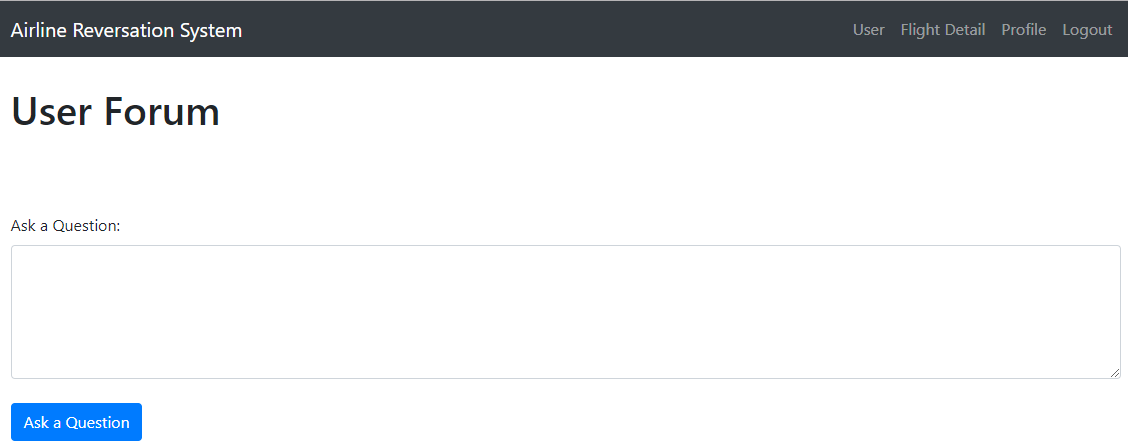 Airline Reversation System User Flight Detail Profile Logout
User Forum
Ask a Question:
Ask a Question